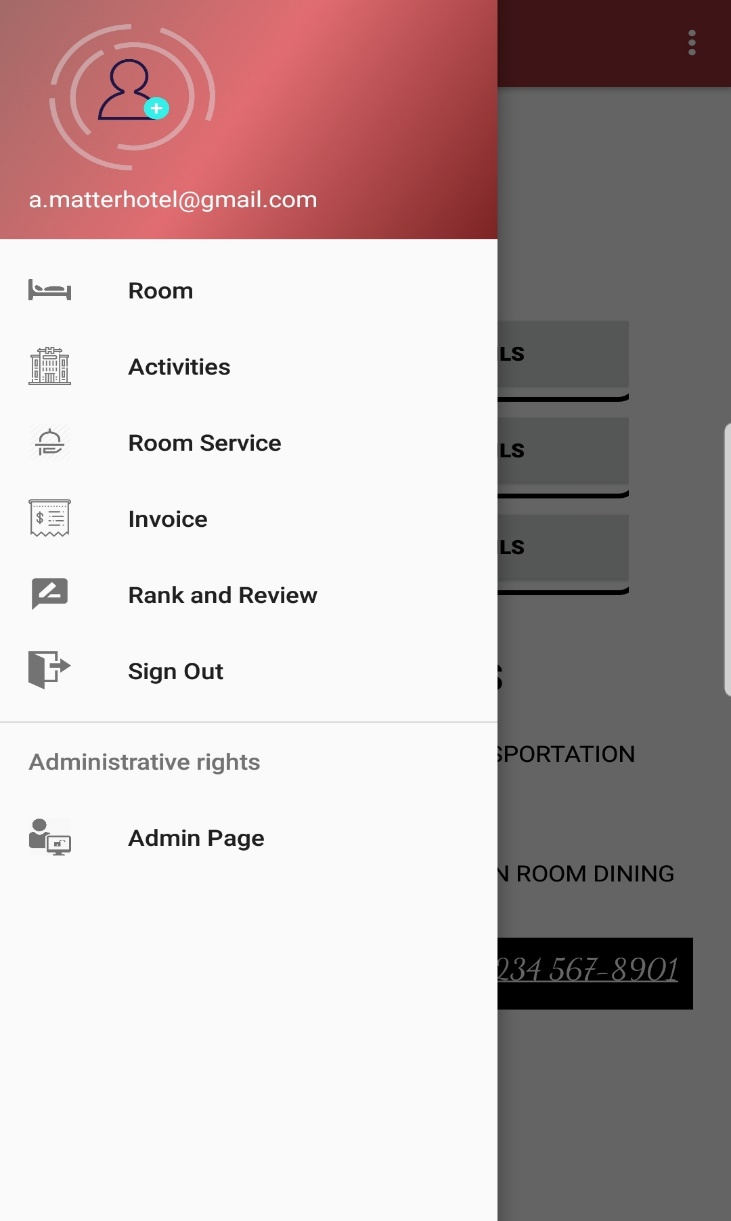 a.matterhotel@gmail.com
Room
Activities
Room Service
Invoice
Rank and Review
Sign Out
Administrative rights
Admin Page
LS
LS
LS
S
SPORTATION
N ROOM DINING
234 567-8901